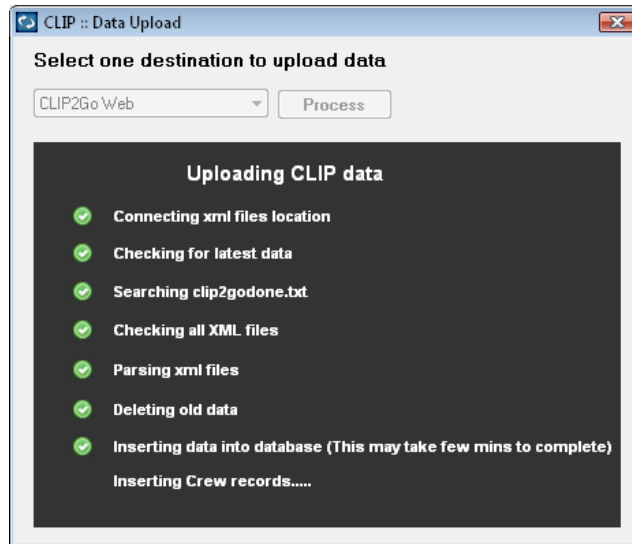 CLIP :: Data Upload
Select one destination to upload data
CLIP2Go Web
Process
Uploading CLIP data
Connecting xml files location
Checking for latest data
Searching clip2godone.txt
Checking all XML files
Parsing xml files
Deleting old data
Inserting data into database (This may take few mins to complete)
Inserting Crew records.....